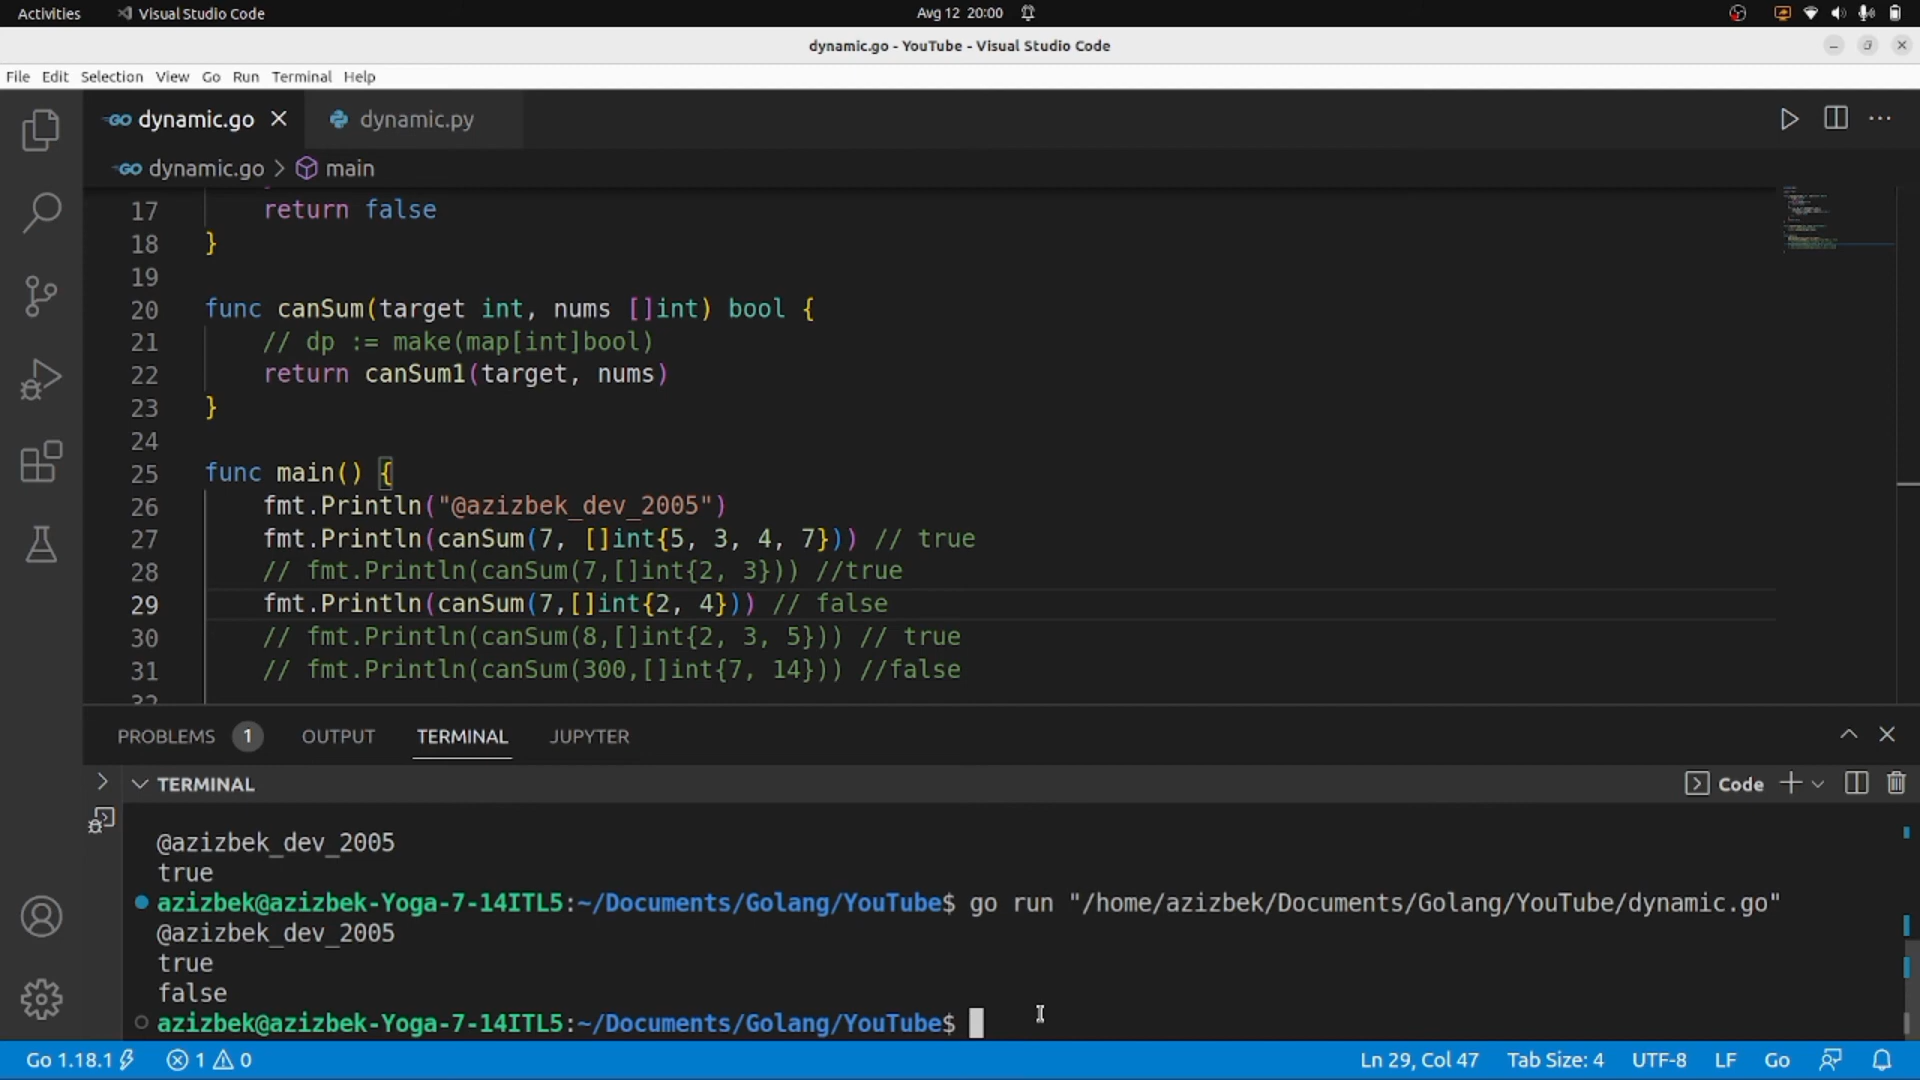 Activities Visual Studio Code Avg 12 20:00
dynamic.go - YouTube - Visual Studio Code
File Edit Selection View Go Run Terminal Help
GO dynamic.go dynamic.py
GO dynamic.go > main
17 return false
18 }
19
20 func canSum(target int, nums []int) bool {
21 // dp := make(map[int]bool)
22 return canSum1(target, nums)
23 }
24
25 func main() {
26 fmt.Println("@azizbek_dev_2005")
27 fmt.Println(canSum(7, []int{5, 3, 4, 7})) // true
28 // fmt.Println(canSum(7,[]int{2, 3})) //true
29 fmt.Println(canSum(7,[]int{2, 4})) // false
30 // fmt.Println(canSum(8,[]int{2, 3, 5})) // true
31 // fmt.Println(canSum(300,[]int{7, 14})) //false
32
PROBLEMS 1 OUTPUT TERMINAL JUPYTER
TERMINAL Code
@azizbek_dev_2005
true
azizbek@azizbek-Yoga-7-14ITL5:~/Documents/Golang/YouTube$ go run "/home/azizbek/Documents/Golang/YouTube/dynamic.go"
@azizbek_dev_2005
true
false
azizbek@azizbek-Yoga-7-14ITL5:~/Documents/Golang/YouTube$
Go 1.18.1 1 0 Ln 29, Col 47 Tab Size: 4 UTF-8 LF Go